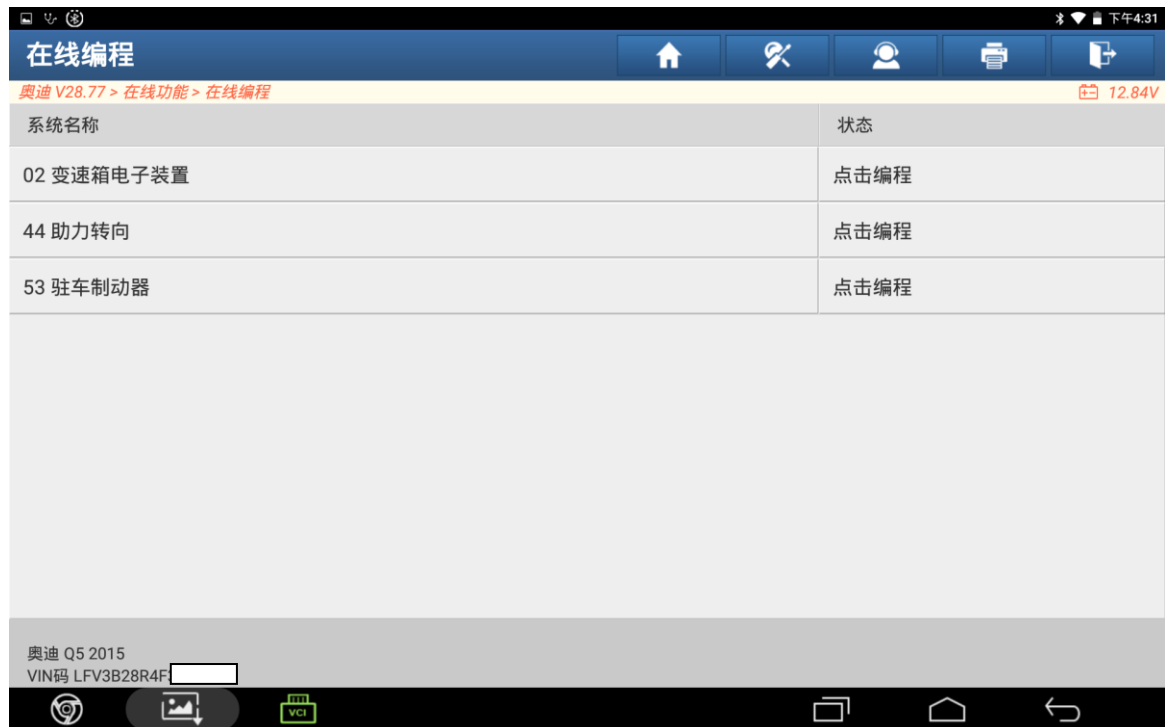 下午4:31
在线编程
奥迪 V28.77 > 在线功能 > 在线编程
12.84V
系统名称 状态
02 变速箱电子装置 点击编程
44 助力转向 点击编程
53 驻车制动器 点击编程
奥迪 Q5 2015
VIN码 LFV3B28R4F
VCI